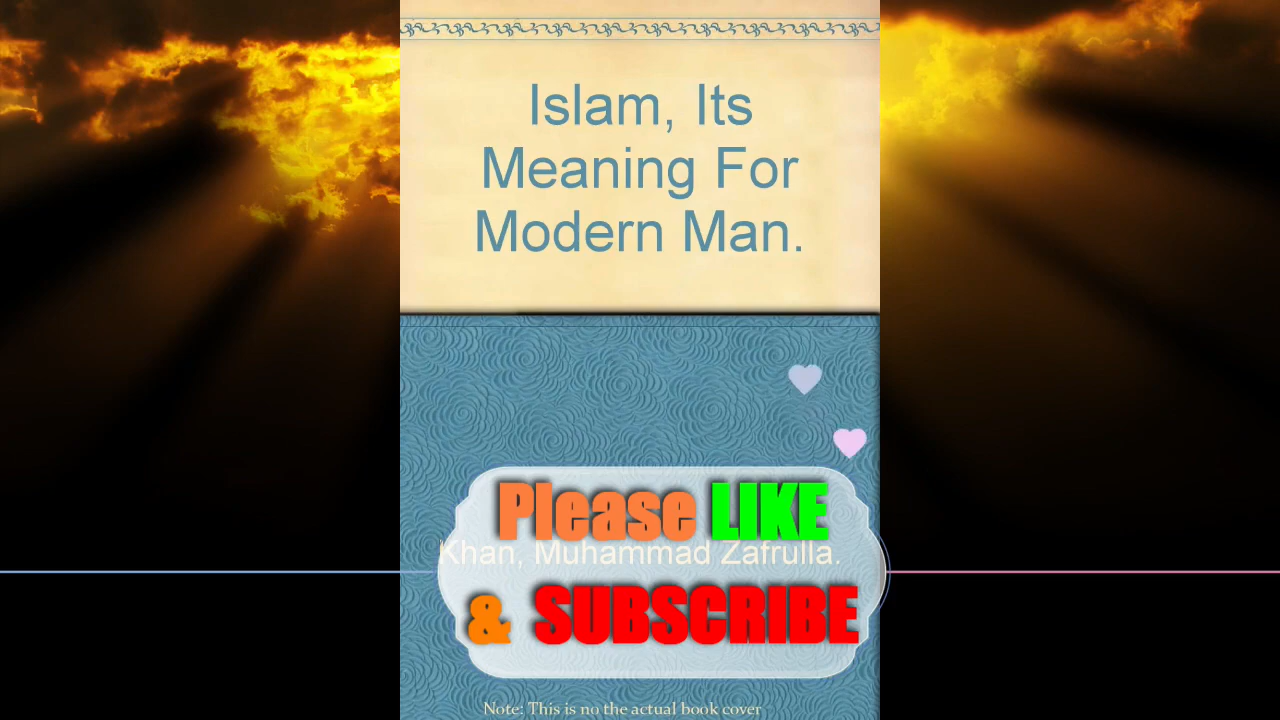 Islam, Its
Meaning For
Modern Man.
Please LIKE
Khan, Muhammad Zafrulla.
& SUBSCRIBE
Note: This is no the actual book cover